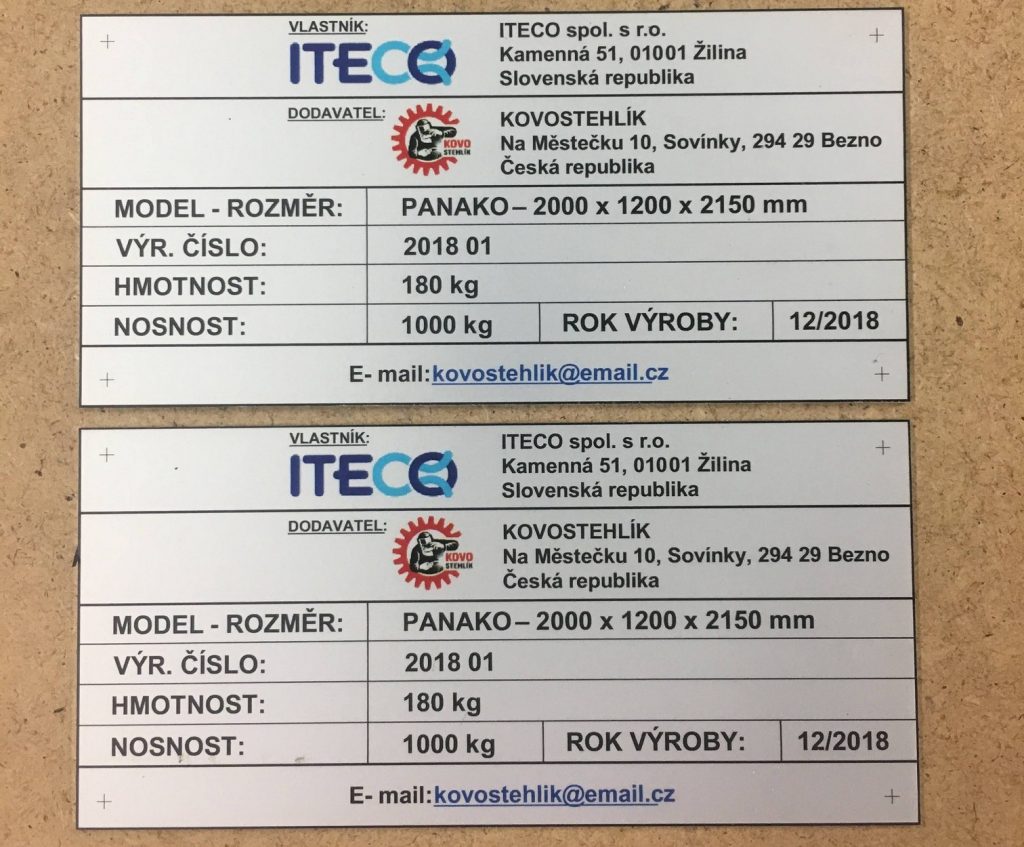 VLASTNÍK:
ITECO
ITECO spol. s r.o.
Kamenná 51, 01001 Žilina
Slovenská republika
DODAVATEL:
KOVO
STEHLÍK
KOVOSTEHLÍK
Na Městečku 10, Sovínky, 294 29 Bezno
Česká republika
MODEL - ROZMĚR: PANAKO – 2000 x 1200 x 2150 mm
VÝR. ČÍSLO: 2018 01
HMOTNOST: 180 kg
NOSNOST: 1000 kg ROK VÝROBY: 12/2018
E- mail:kovostehlik@email.cz
VLASTNÍK:
ITECO
ITECO spol. s r.o.
Kamenná 51, 01001 Žilina
Slovenská republika
DODAVATEL:
KOVO
STEHLÍK
KOVOSTEHLÍK
Na Městečku 10, Sovínky, 294 29 Bezno
Česká republika
MODEL - ROZMĚR: PANAKO – 2000 x 1200 x 2150 mm
VÝR. ČÍSLO: 2018 01
HMOTNOST: 180 kg
NOSNOST: 1000 kg ROK VÝROBY: 12/2018
E- mail:kovostehlik@email.cz